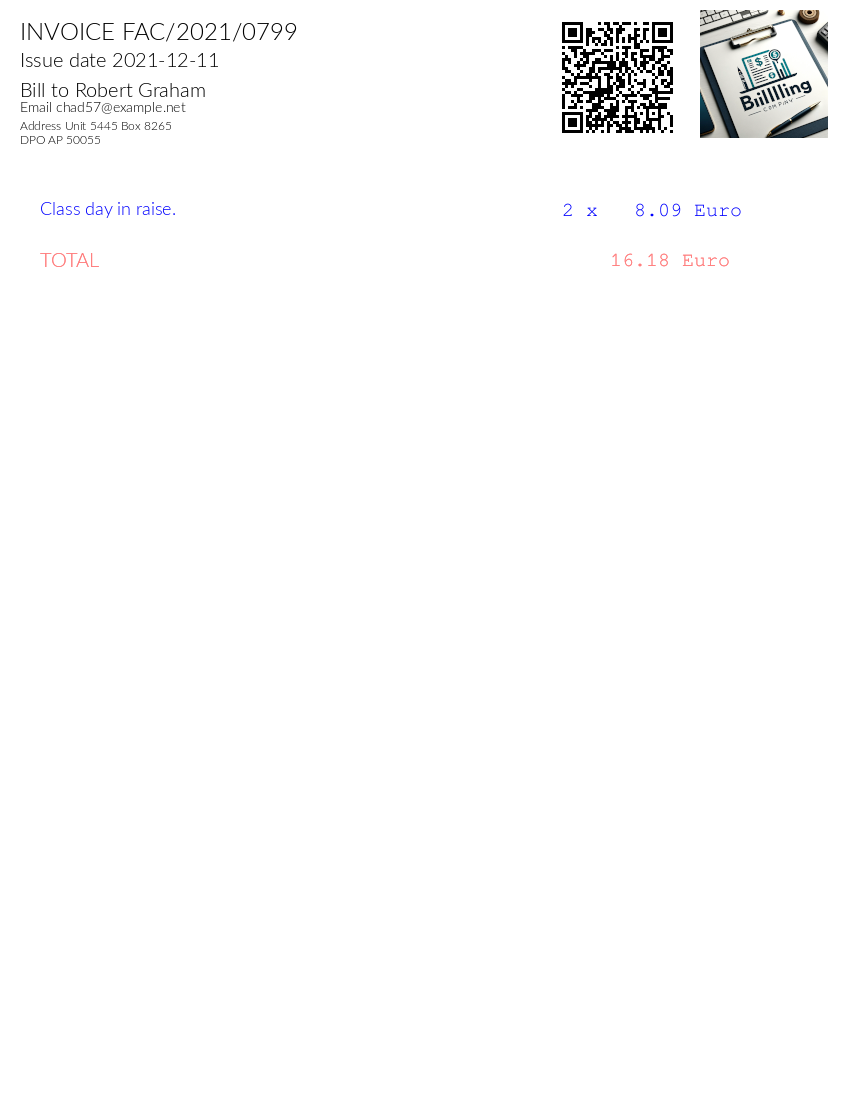 INVOICE FAC/2021/0799
Issue date 2021-12-11
Bill to Robert Graham
Email chad57@example.net
Address Unit 5445 Box 8265
DPO AP 50055
Biillling
COMPANY
Class day in raise. 2 x 8.09 Euro
TOTAL 16.18 Euro